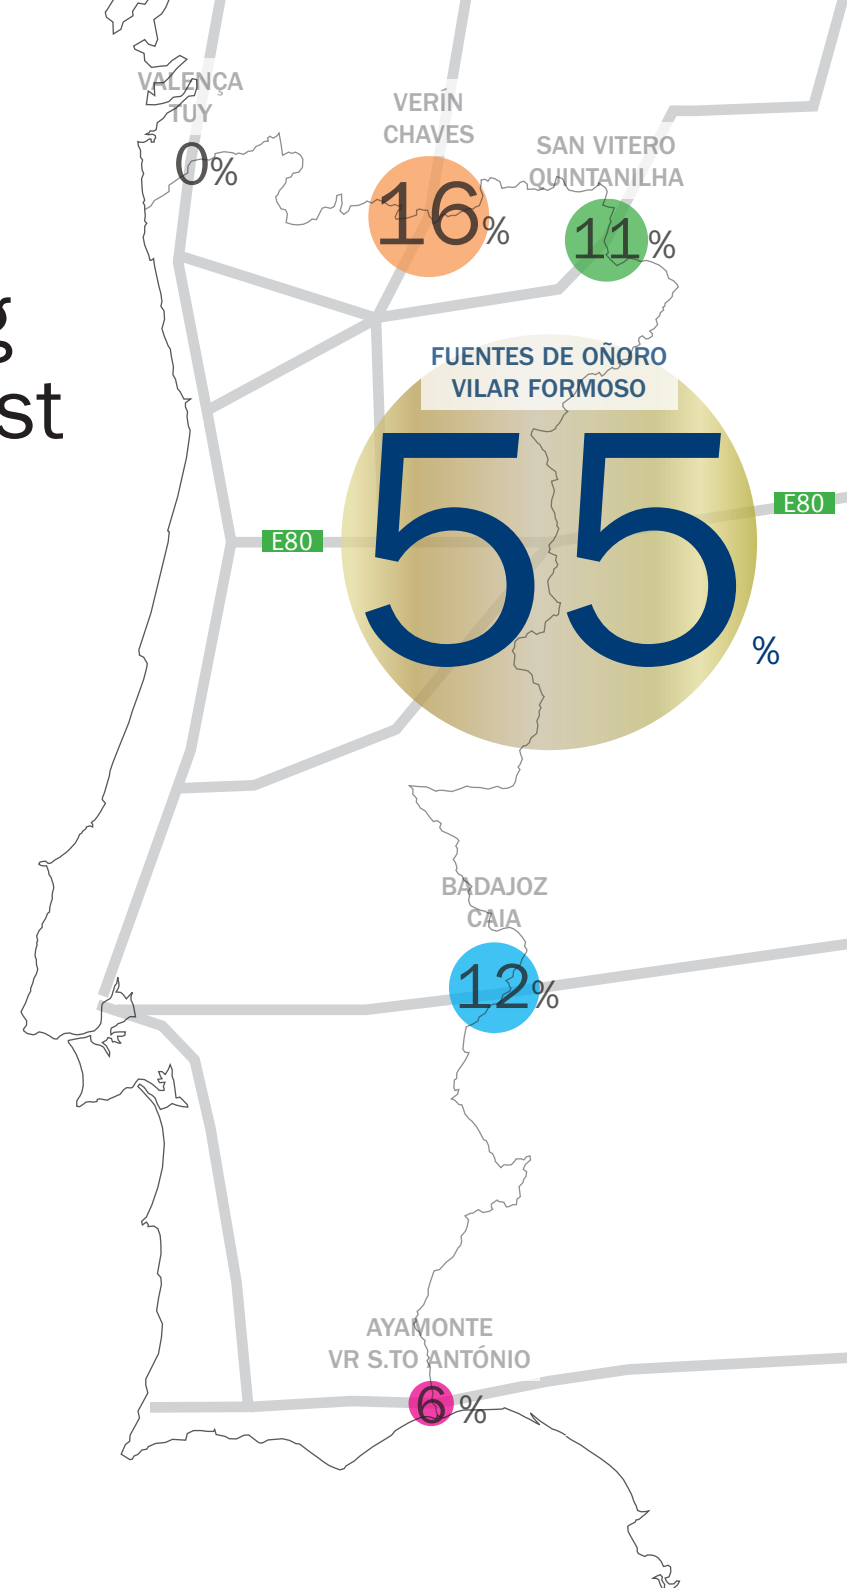 VALENÇA
TUY
0%
VERÍN
CHAVES
16%
SAN VITERO
QUINTANILHA
11%
g
st
FUENTES DE OÑORO
VILAR FORMOSO
55%
E80
E80
BADAJOZ
CAIA
12%
AYAMONTE
VR S.TO ANTÓNIO
6%